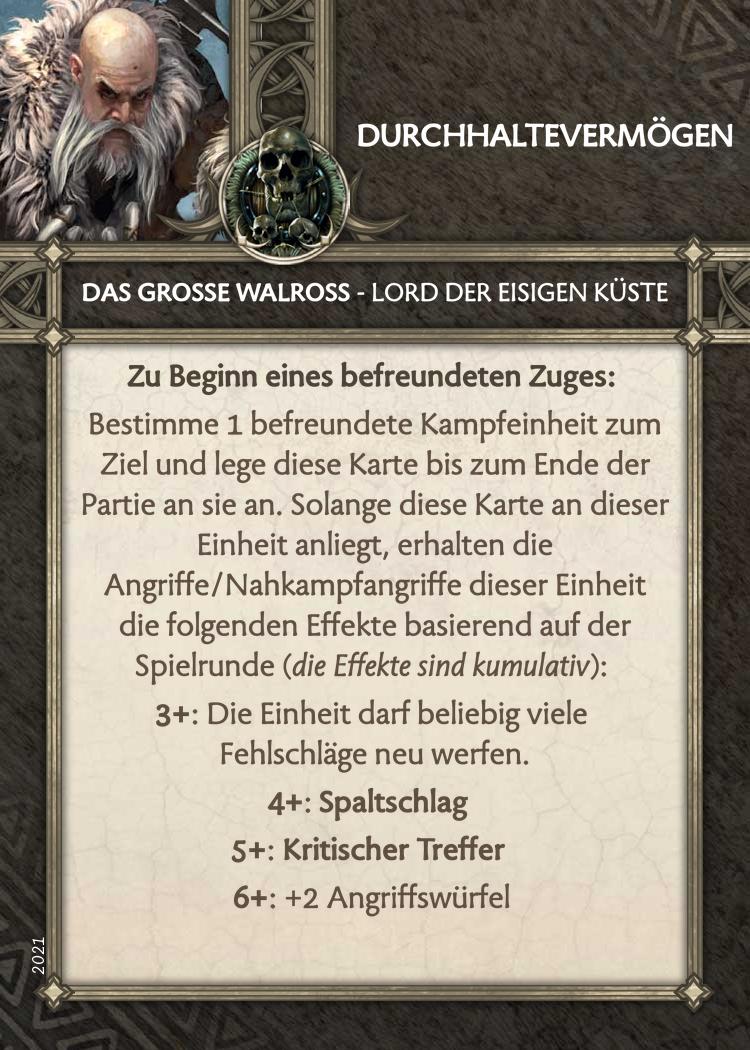 DURCHHALTEVERMÖGEN
DAS GROSSE WALROSS - LORD DER EISIGEN KÜSTE
Zu Beginn eines befreundeten Zuges:
Bestimme 1 befreundete Kampfeinheit zum
Ziel und lege diese Karte bis zum Ende der
Partie an sie an. Solange diese Karte an dieser
Einheit anliegt, erhalten die
Angriffe/Nahkampfangriffe dieser Einheit
die folgenden Effekte basierend auf der
Spielrunde (die Effekte sind kumulativ):
3+: Die Einheit darf beliebig viele
Fehlschläge neu werfen.
4+: Spaltschlag
5+: Kritischer Treffer
6+: +2 Angriffswürfel
2021